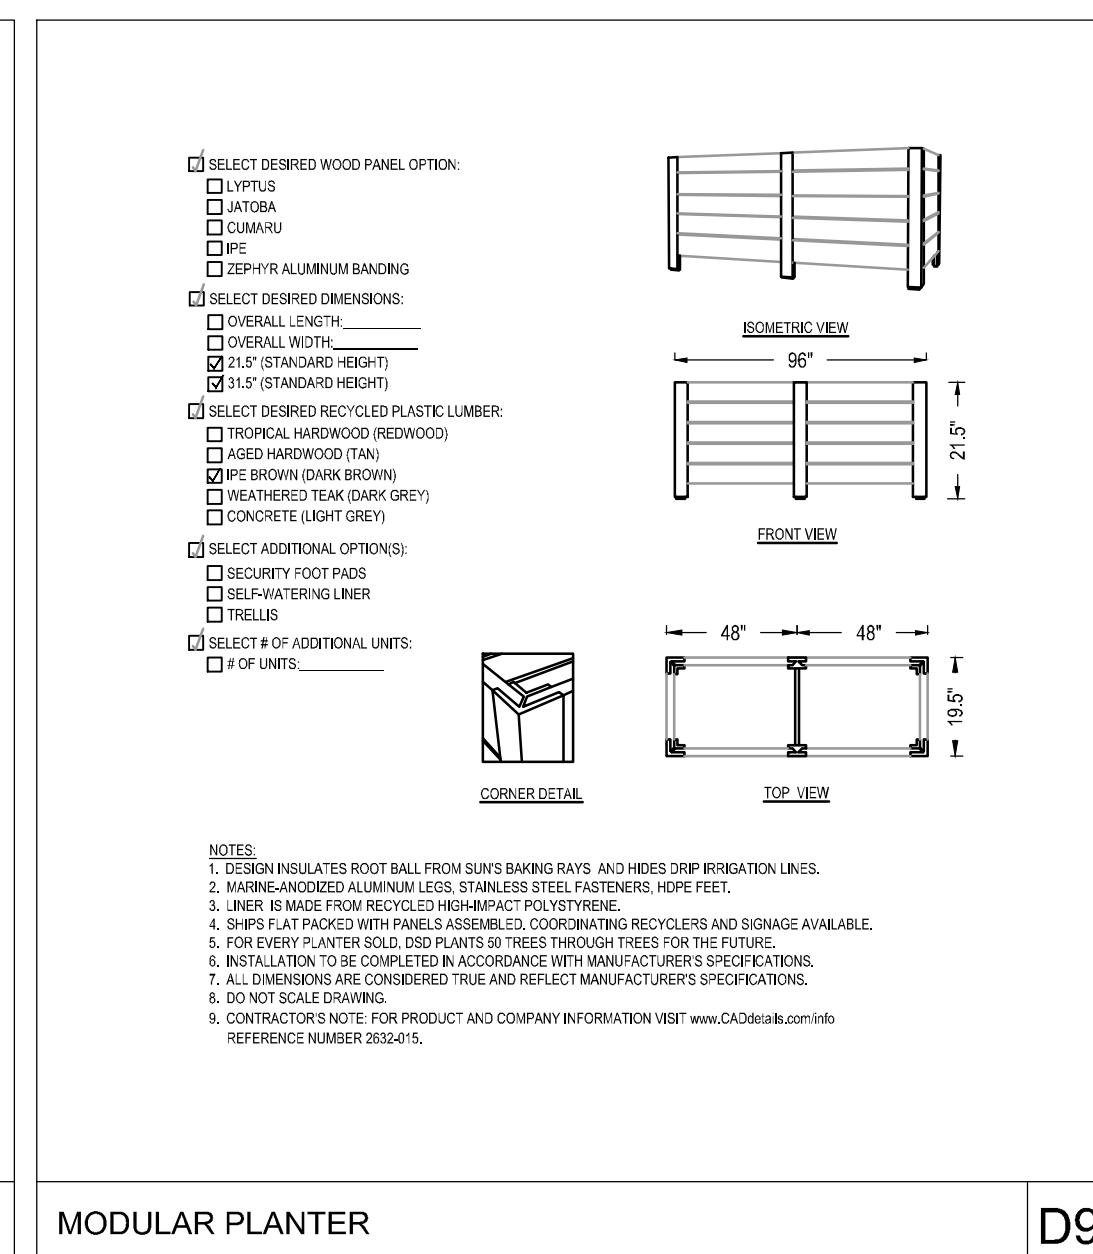 SELECT DESIRED WOOD PANEL OPTION:
LYPTUS
JATOBA
CUMARU
IPE
ZEPHYR ALUMINUM BANDING
SELECT DESIRED DIMENSIONS:
OVERALL LENGTH:___________
OVERALL WIDTH:____________
21.5" (STANDARD HEIGHT)
31.5" (STANDARD HEIGHT)
SELECT DESIRED RECYCLED PLASTIC LUMBER:
TROPICAL HARDWOOD (REDWOOD)
AGED HARDWOOD (TAN)
IPE BROWN (DARK BROWN)
WEATHERED TEAK (DARK GREY)
CONCRETE (LIGHT GREY)
SELECT ADDITIONAL OPTION(S):
SECURITY FOOT PADS
SELF-WATERING LINER
TRELLIS
SELECT # OF ADDITIONAL UNITS:
# OF UNITS:____________
ISOMETRIC VIEW
96"
21.5"
FRONT VIEW
48" 48"
19.5"
CORNER DETAIL
TOP VIEW
NOTES:
1. DESIGN INSULATES ROOT BALL FROM SUN'S BAKING RAYS AND HIDES DRIP IRRIGATION LINES.
2. MARINE-ANODIZED ALUMINUM LEGS, STAINLESS STEEL FASTENERS, HDPE FEET.
3. LINER IS MADE FROM RECYCLED HIGH-IMPACT POLYSTYRENE.
4. SHIPS FLAT PACKED WITH PANELS ASSEMBLED. COORDINATING RECYCLERS AND SIGNAGE AVAILABLE.
5. FOR EVERY PLANTER SOLD, DSD PLANTS 50 TREES THROUGH TREES FOR THE FUTURE.
6. INSTALLATION TO BE COMPLETED IN ACCORDANCE WITH MANUFACTURER'S SPECIFICATIONS.
7. ALL DIMENSIONS ARE CONSIDERED TRUE AND REFLECT MANUFACTURER'S SPECIFICATIONS.
8. DO NOT SCALE DRAWING.
9. CONTRACTOR'S NOTE: FOR PRODUCT AND COMPANY INFORMATION VISIT www.CADdetails.com/info
REFERENCE NUMBER 2632-015.
MODULAR PLANTER
D9